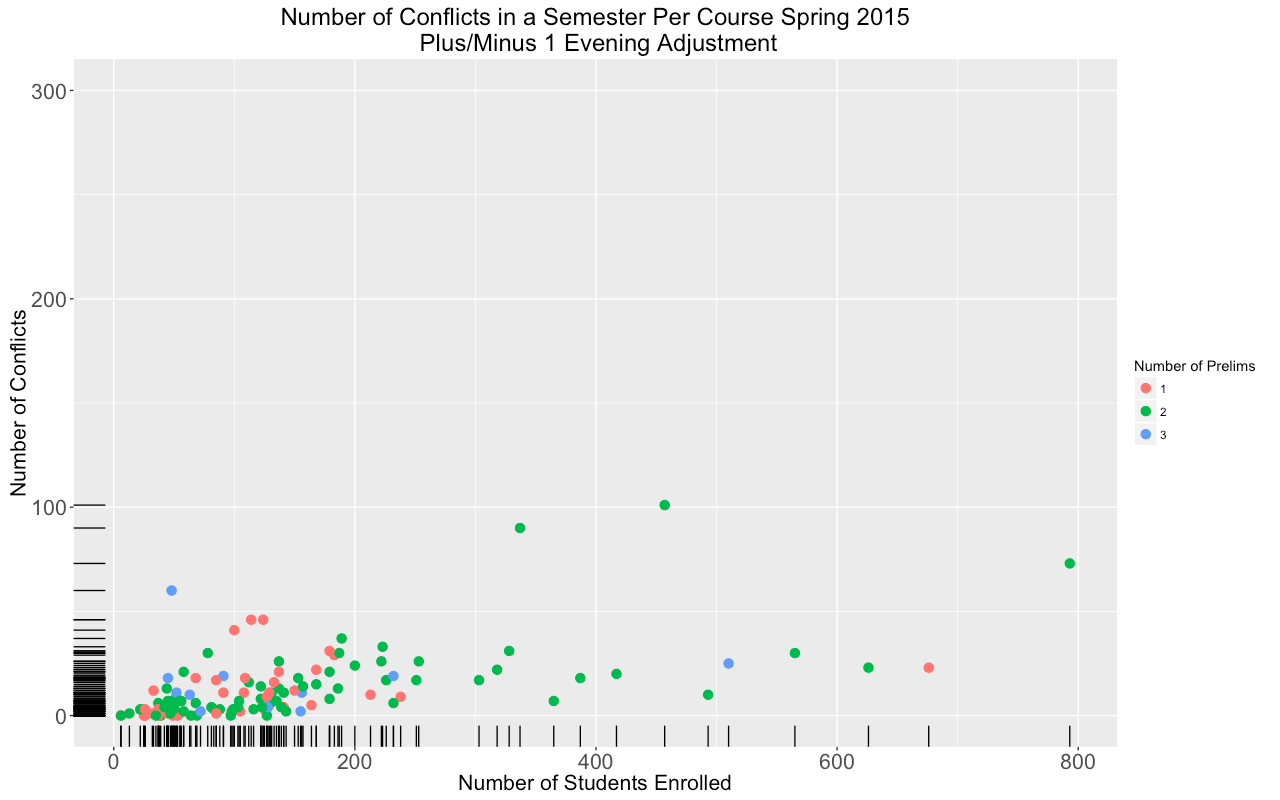 Number of Conflicts in a Semester Per Course Spring 2015
Plus/Minus 1 Evening Adjustment
300
200
100
0
Number of Conflicts
0
200
400
600
800
Number of Students Enrolled
Number of Prelims
1
2
3